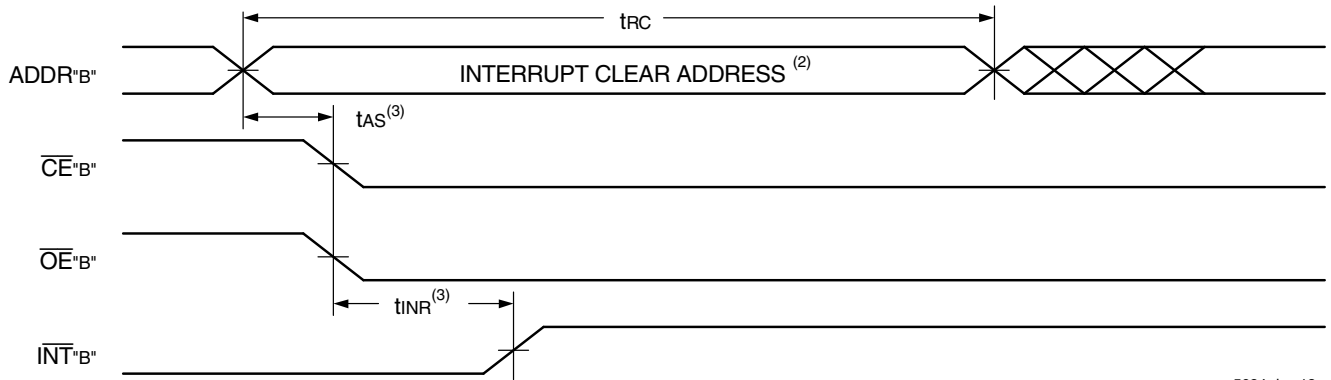 tRC
ADDR"B"
INTERRUPT CLEAR ADDRESS (2)
tAS(3)
CE"B"
OE"B"
tINR(3)
INT"B"